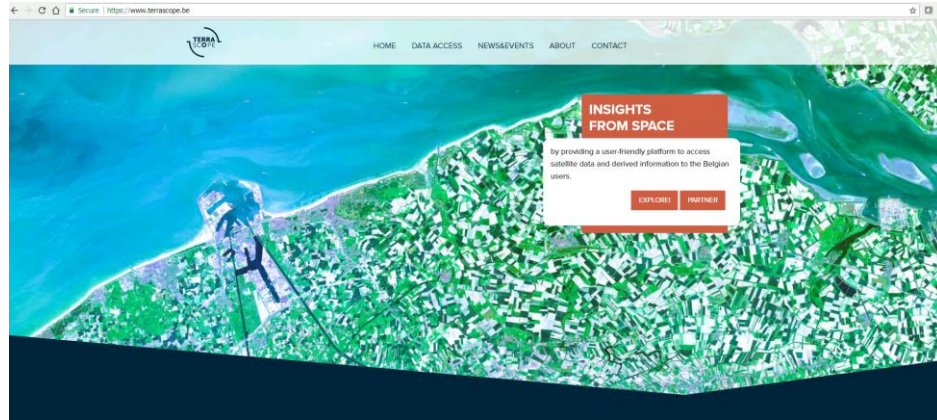 Secure | https://www.terrascope.be
TERRA
SCOPE
HOME DATA ACCESS NEWS&EVENTS ABOUT CONTACT
INSIGHTS
FROM SPACE
by providing a user-friendly platform to access
satellite data and derived information to the Belgian
users.
EXPLORE! PARTNER